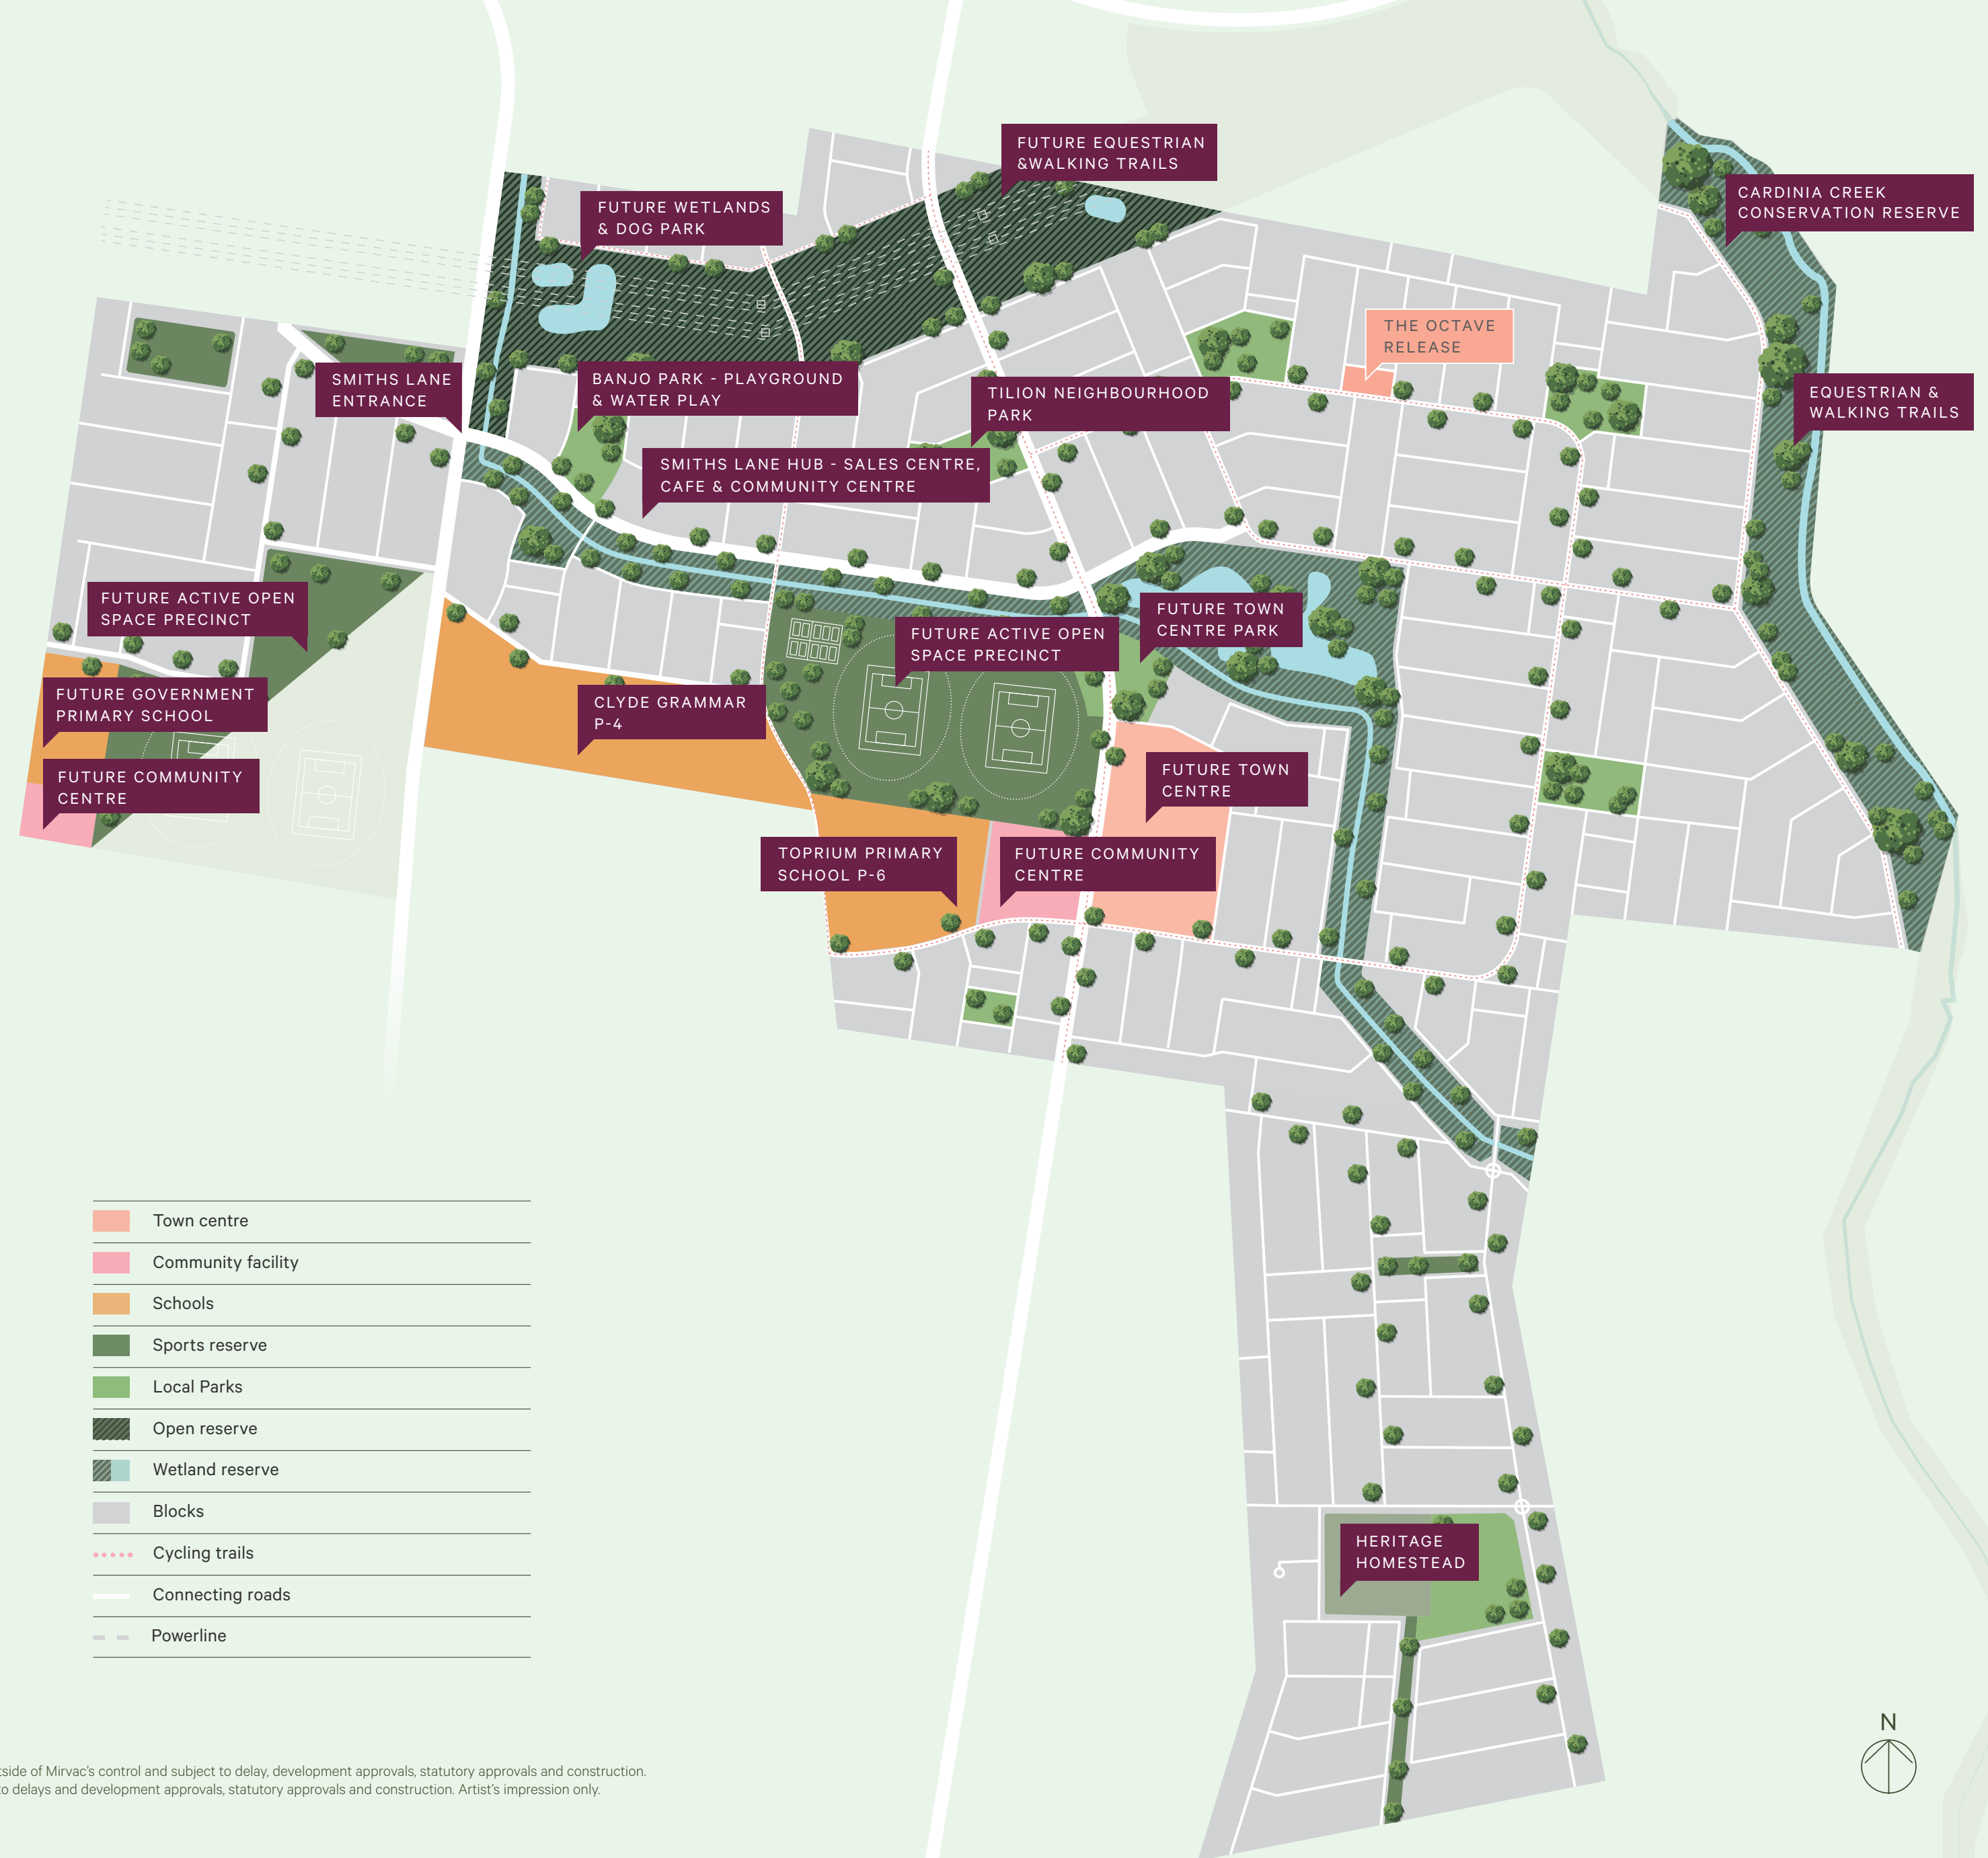 FUTURE EQUESTRIAN
&WALKING TRAILS
CARDINIA CREEK
CONSERVATION RESERVE
FUTURE WETLANDS
& DOG PARK
THE OCTAVE
RELEASE
SMITHS LANE
ENTRANCE
BANJO PARK - PLAYGROUND
& WATER PLAY
TILION NEIGHBOURHOOD
PARK
EQUESTRIAN &
WALKING TRAILS
SMITHS LANE HUB - SALES CENTRE,
CAFE & COMMUNITY CENTRE
FUTURE ACTIVE OPEN
SPACE PRECINCT
FUTURE ACTIVE OPEN
SPACE PRECINCT
FUTURE TOWN
CENTRE PARK
FUTURE GOVERNMENT
PRIMARY SCHOOL
CLYDE GRAMMAR
P-4
FUTURE COMMUNITY
CENTRE
FUTURE TOWN
CENTRE
TOPRIUM PRIMARY
SCHOOL P-6
FUTURE COMMUNITY
CENTRE
Town centre
Community facility
Schools
Sports reserve
Local Parks
Open reserve
Wetland reserve
Blocks
Cycling trails
Connecting roads
Powerline
HERITAGE
HOMESTEAD
N
of Mirvac's control and subject to delay, development approvals, statutory approvals and construction.
to delays and development approvals, statutory approvals and construction. Artist's impression only.